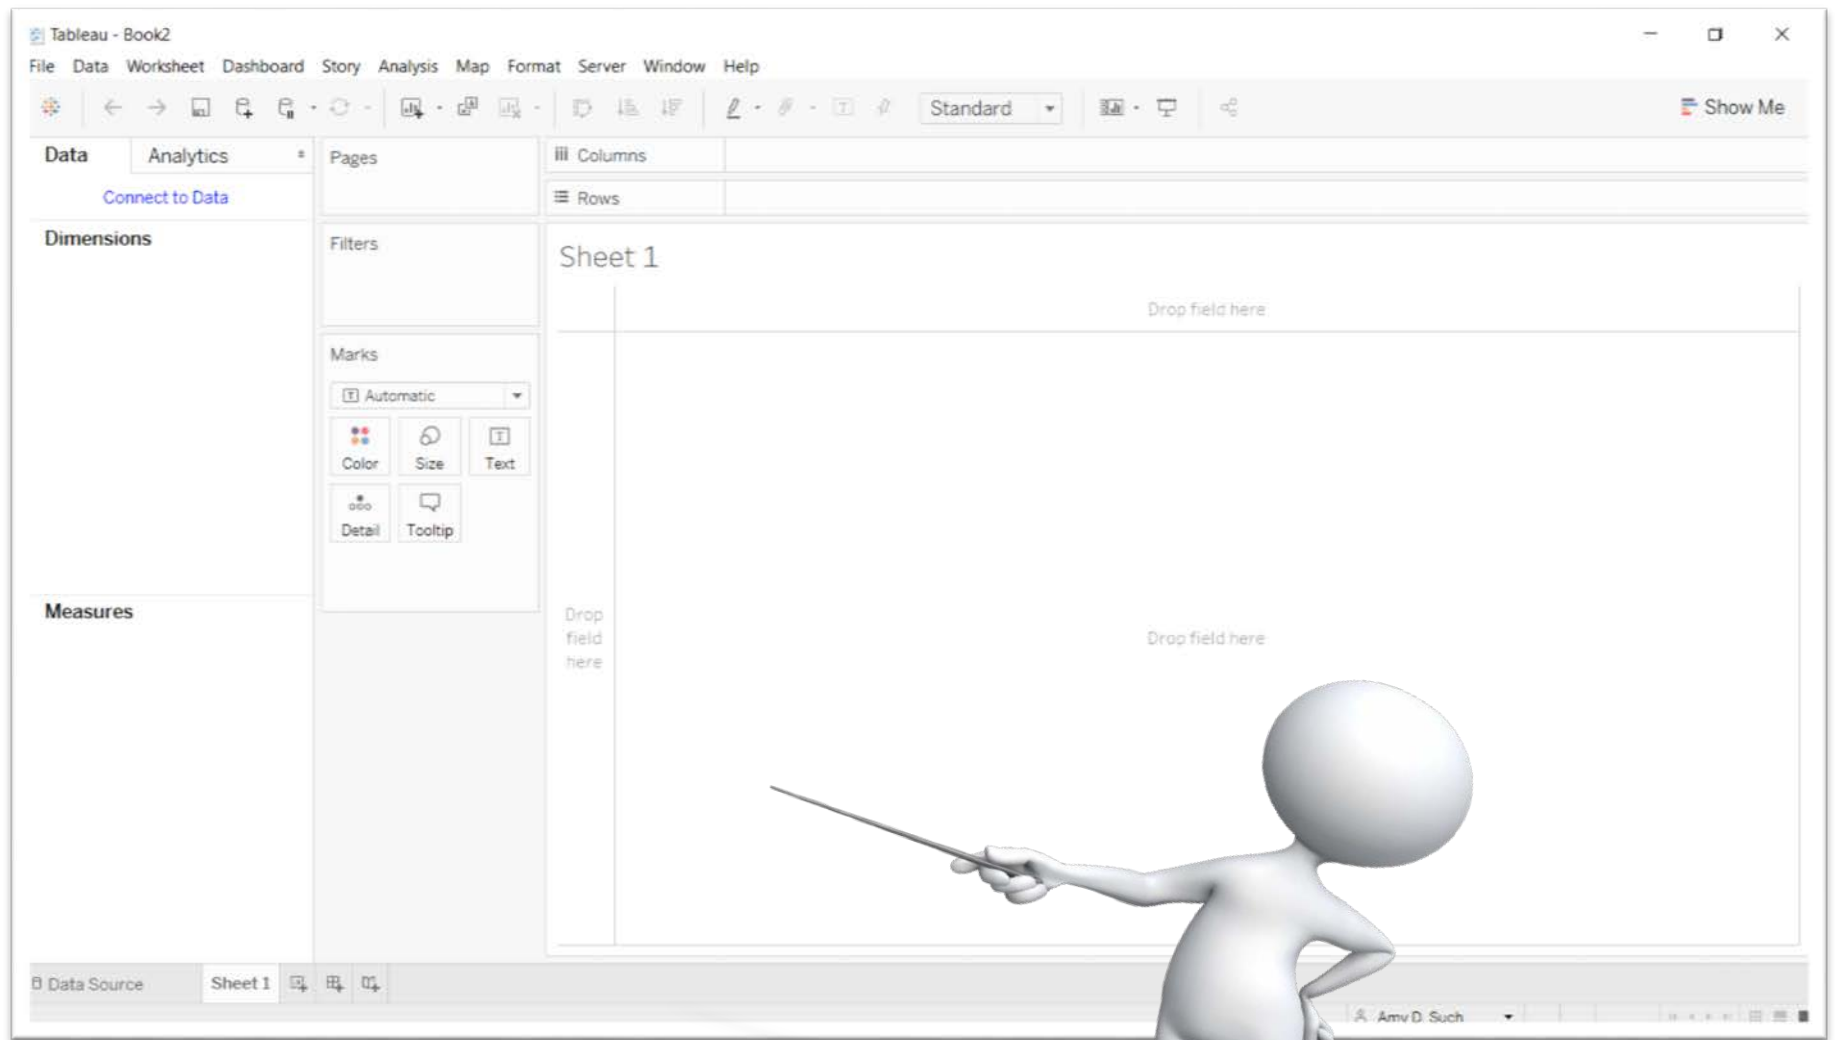 Tableau - Book2
File Data Worksheet Dashboard Story Analysis Map Format Server Window Help
Standard
Show Me
Data Analytics
Connect to Data
Dimensions
Measures
Pages
Filters
Marks
Automatic
Color Size Text
Detail Tooltip
Columns
Rows
Sheet 1
Drop field here
Drop
field
here
Drop field here
Data Source Sheet 1
Amy D. Such